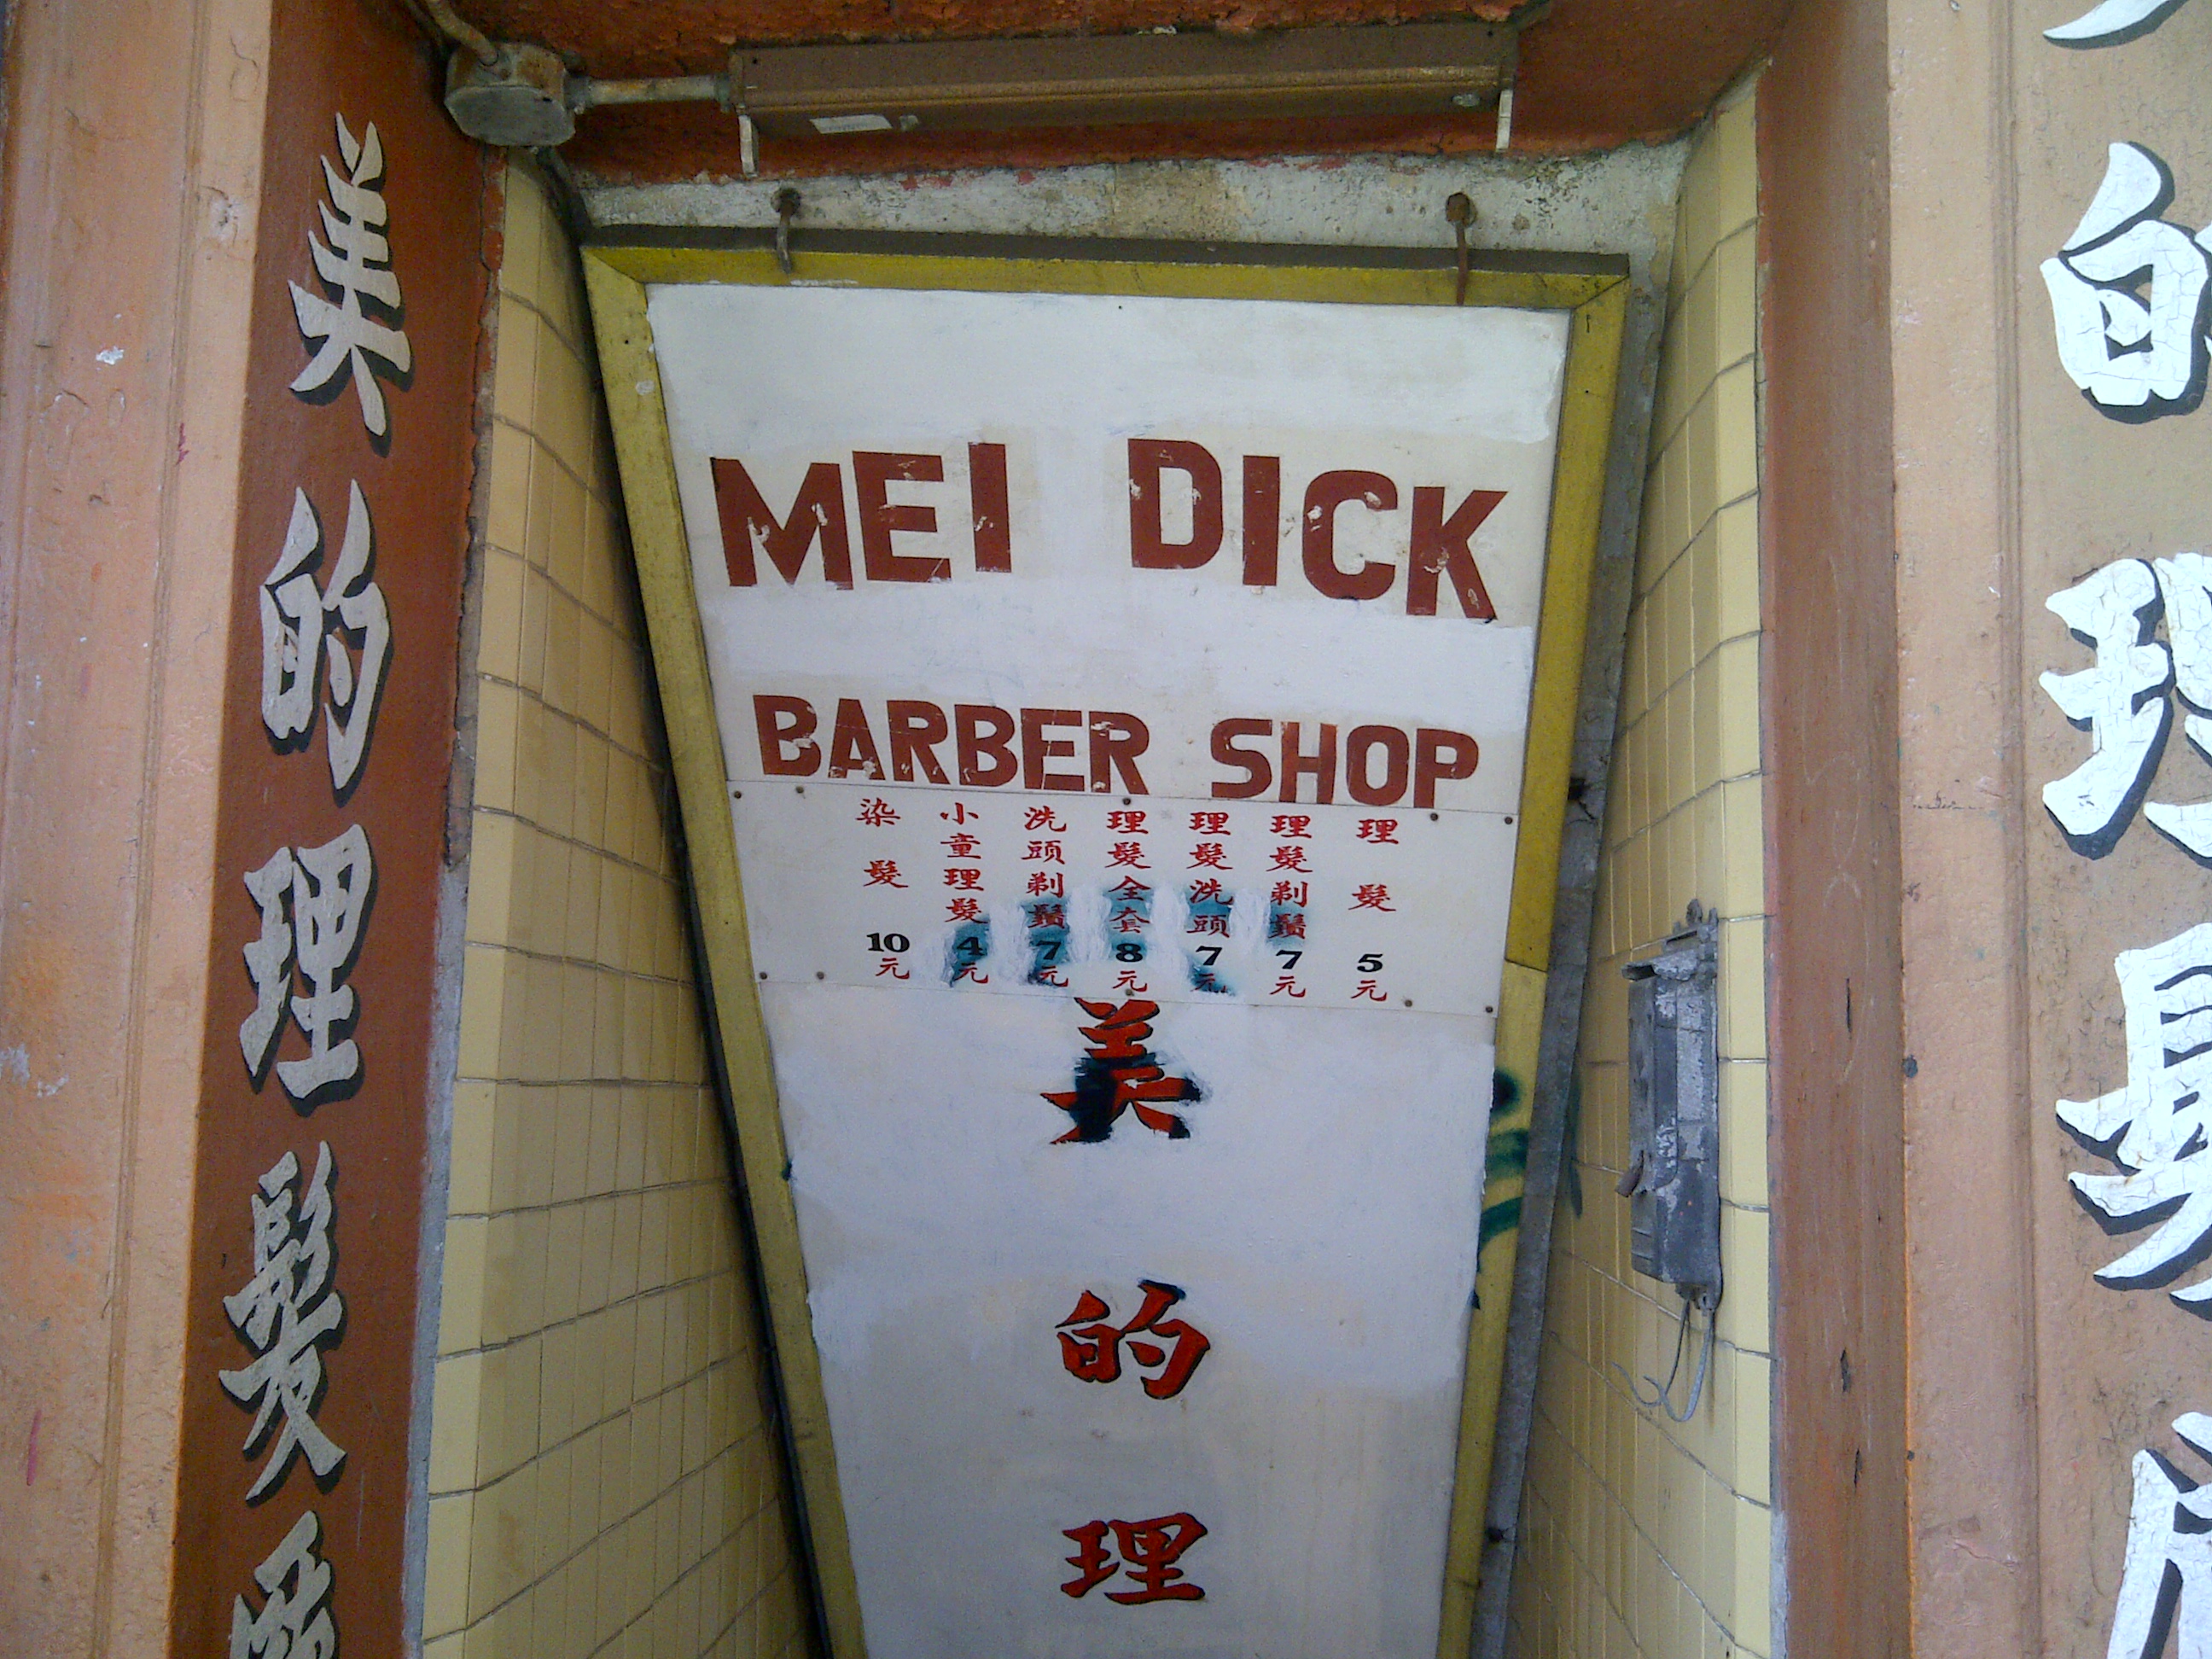 美的理髮
MEI DICK
BARBER SHOP
理髮 5元
理髮剃鬚 7元
理髮洗頭 7元
理髮全套 8元
洗頭剃鬚 7元
小童理髮 4元
染髮 10元
美的理
的理